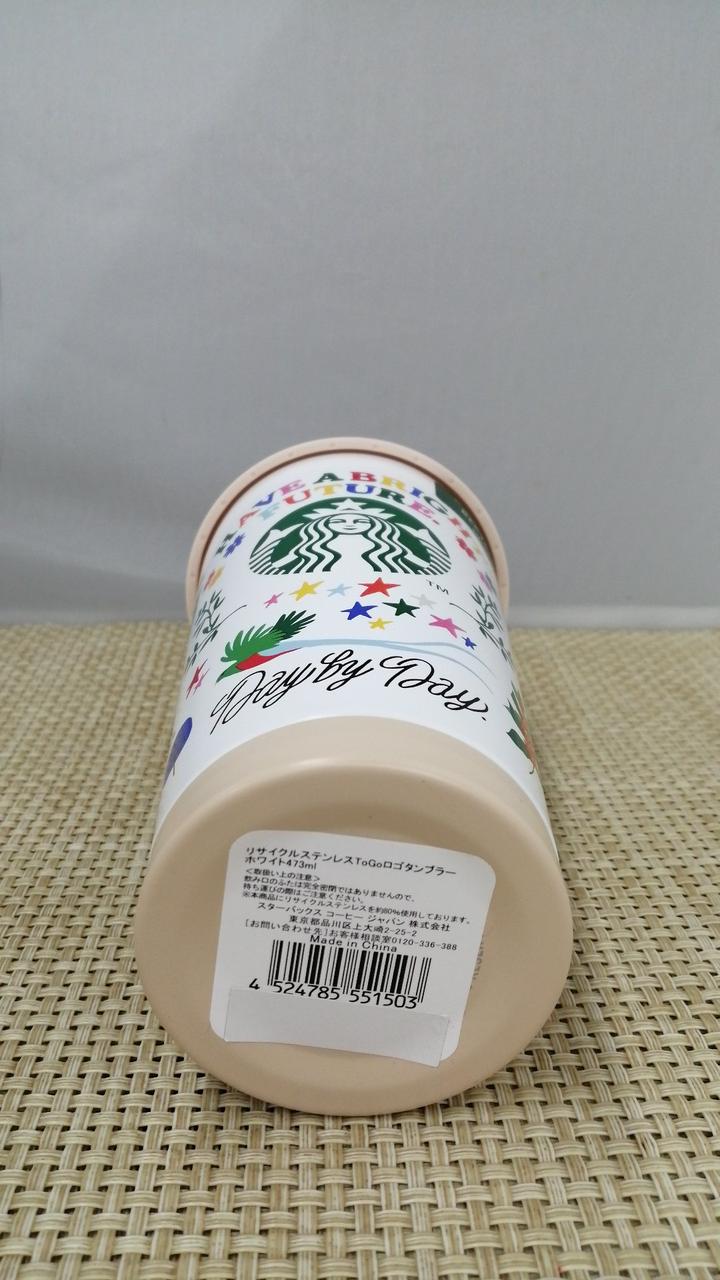 AVE A BRIGH
FUTURE.
TM
Day by Day.
リサイクルステンレスToGoロゴタンブラー
ホワイト473ml
<取扱い上の注意>
飲み口のふたは完全密閉ではありませんので、
持ち運びの際はご注意ください。
※本商品にリサイクルステンレスを約80%使用しております。
スターバックス コーヒー ジャパン 株式会社
東京都品川区上大崎2-25-2
[お問い合わせ先]お客様相談室0120-336-388
Made in China
4 524785 551503